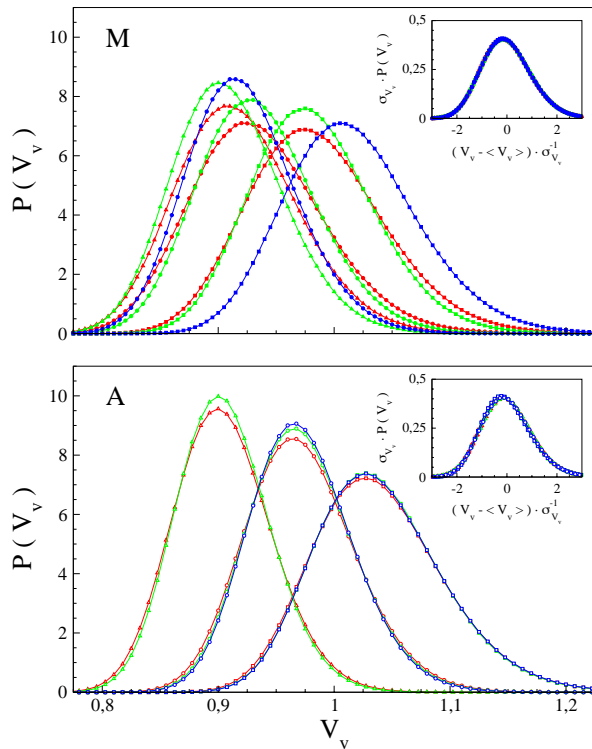 M
P ( V_v )
10
8
6
4
2
0
0,5
0,25
0
-2 0 2
σ_{V_v} · P ( V_v )
( V_v - < V_v > ) · σ_{V_v}^{-1}
A
P ( V_v )
10
8
6
4
2
0
0,5
0,25
0
-2 0 2
σ_{V_v} · P ( V_v )
( V_v - < V_v > ) · σ_{V_v}^{-1}
0,8 0,9 1 1,1 1,2
V_v